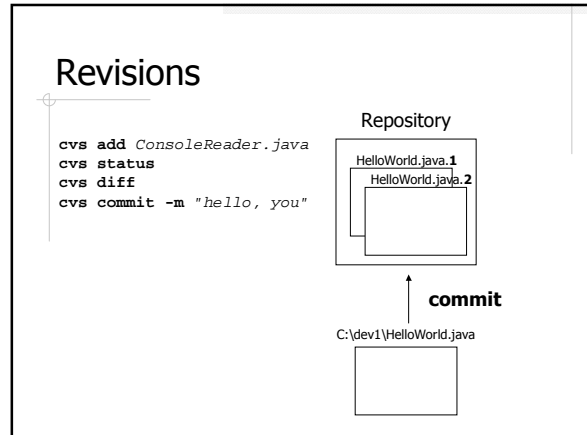 Revisions
cvs add ConsoleReader.java
cvs status
cvs diff
cvs commit -m "hello, you"
Repository
HelloWorld.java.1
HelloWorld.java.2
commit
C:\dev1\HelloWorld.java